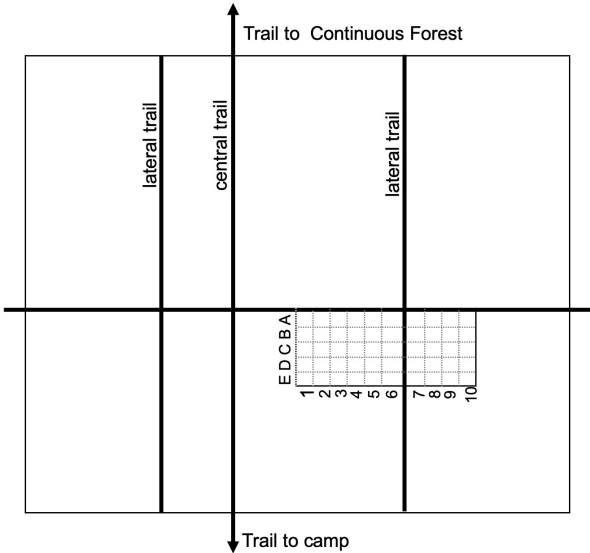 Trail to Continuous Forest
lateral trail
central trail
lateral trail
E D C B A
1 2 3 4 5 6 7 8 9 10
Trail to camp